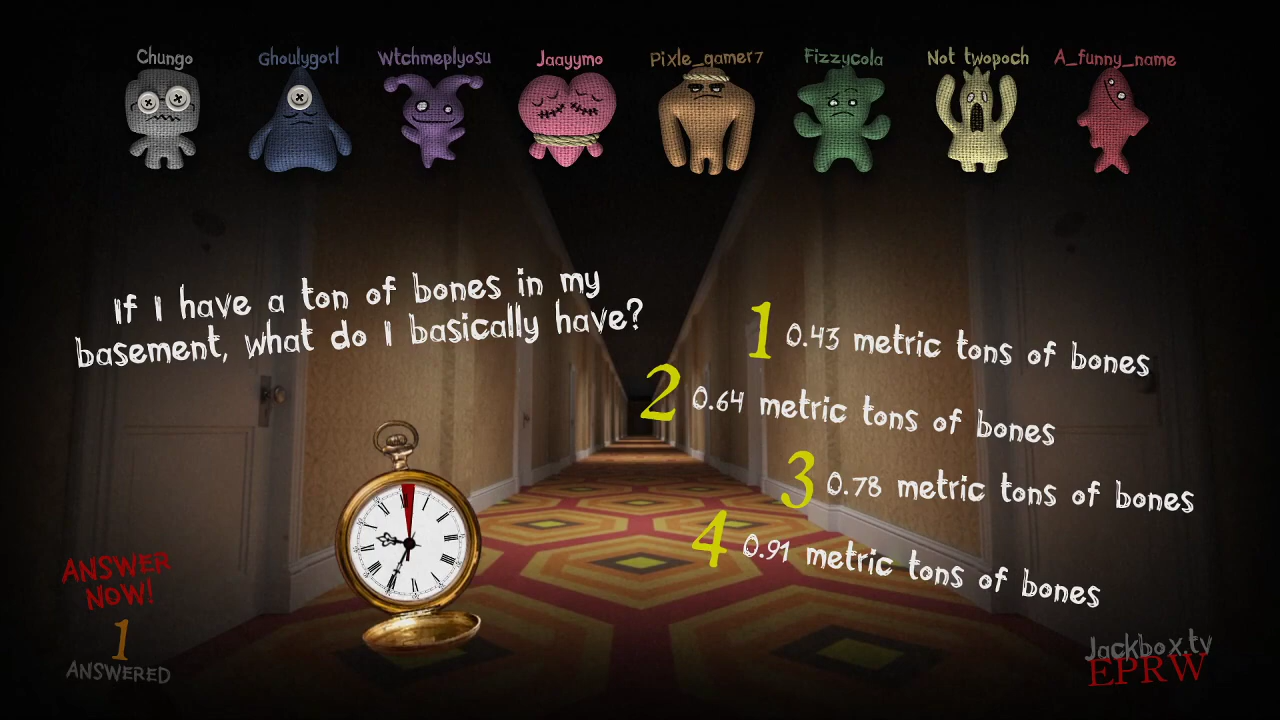 Chungo
Ghoulygorl
Wtchmeplyosu
Jaayymo
Pixle_gamer7
Fizzycola
Not twopoch
A_funny_name
If I have a ton of bones in my
basement, what do I basically have?
1 0.43 metric tons of bones
2 0.64 metric tons of bones
3 0.78 metric tons of bones
4 0.91 metric tons of bones
ANSWER
NOW!
1
ANSWERED
Jackbox.tv
EPRW